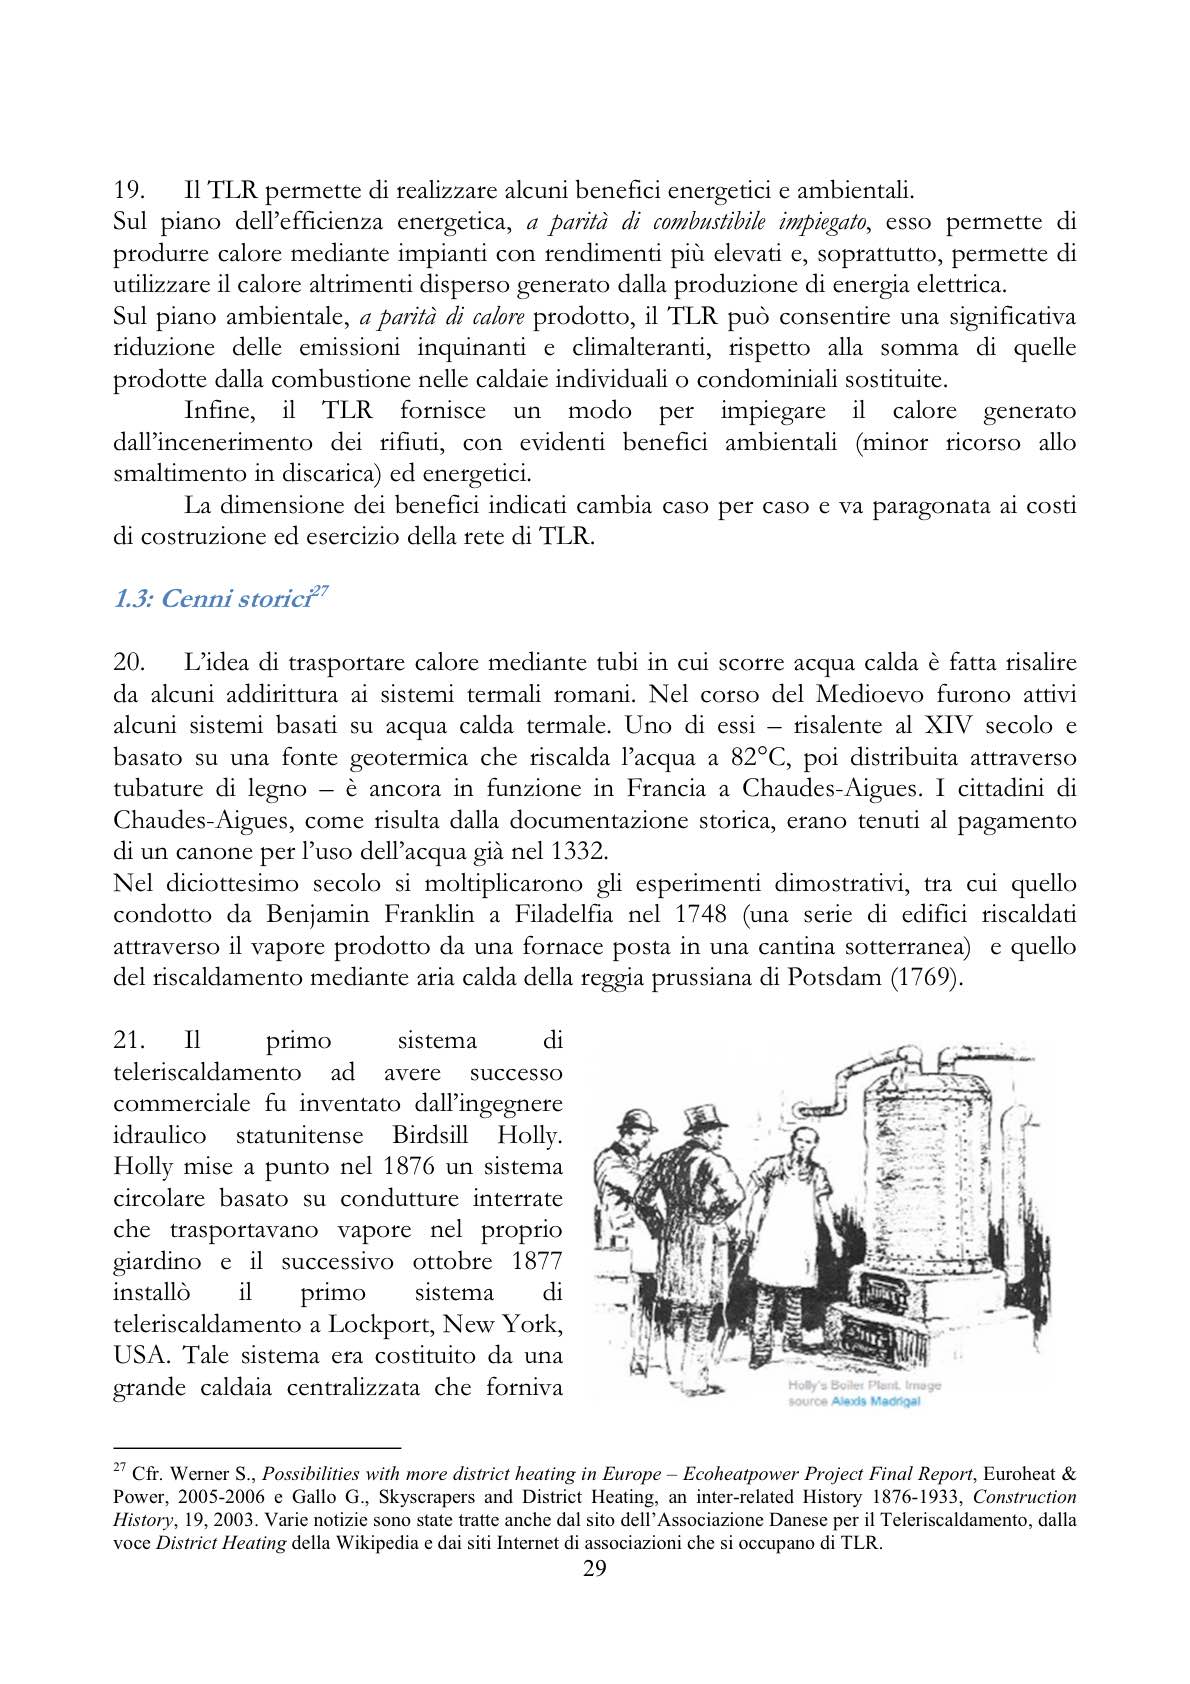 19. Il TLR permette di realizzare alcuni benefici energetici e ambientali.
Sul piano dell’efficienza energetica, a parità di combustibile impiegato, esso permette di
produrre calore mediante impianti con rendimenti più elevati e, soprattutto, permette di
utilizzare il calore altrimenti disperso generato dalla produzione di energia elettrica.
Sul piano ambientale, a parità di calore prodotto, il TLR può consentire una significativa
riduzione delle emissioni inquinanti e climalteranti, rispetto alla somma di quelle
prodotte dalla combustione nelle caldaie individuali o condominiali sostituite.
Infine, il TLR fornisce un modo per impiegare il calore generato
dall’incenerimento dei rifiuti, con evidenti benefici ambientali (minor ricorso allo
smaltimento in discarica) ed energetici.
La dimensione dei benefici indicati cambia caso per caso e va paragonata ai costi
di costruzione ed esercizio della rete di TLR.
1.3: Cenni storici27
20. L’idea di trasportare calore mediante tubi in cui scorre acqua calda è fatta risalire
da alcuni addirittura ai sistemi termali romani. Nel corso del Medioevo furono attivi
alcuni sistemi basati su acqua calda termale. Uno di essi – risalente al XIV secolo e
basato su una fonte geotermica che riscalda l’acqua a 82°C, poi distribuita attraverso
tubature di legno – è ancora in funzione in Francia a Chaudes-Aigues. I cittadini di
Chaudes-Aigues, come risulta dalla documentazione storica, erano tenuti al pagamento
di un canone per l’uso dell’acqua già nel 1332.
Nel diciottesimo secolo si moltiplicarono gli esperimenti dimostrativi, tra cui quello
condotto da Benjamin Franklin a Filadelfia nel 1748 (una serie di edifici riscaldati
attraverso il vapore prodotto da una fornace posta in una cantina sotterranea) e quello
del riscaldamento mediante aria calda della reggia prussiana di Potsdam (1769).
21. Il primo sistema di
teleriscaldamento ad avere successo
commerciale fu inventato dall’ingegnere
idraulico statunitense Birdsill Holly.
Holly mise a punto nel 1876 un sistema
circolare basato su condutture interrate
che trasportavano vapore nel proprio
giardino e il successivo ottobre 1877
installò il primo sistema di
teleriscaldamento a Lockport, New York,
USA. Tale sistema era costituito da una
grande caldaia centralizzata che forniva
Holly's Boiler Plant. Image
source Alexis Madrigal
27 Cfr. Werner S., Possibilities with more district heating in Europe – Ecoheatpower Project Final Report, Euroheat &
Power, 2005-2006 e Gallo G., Skyscrapers and District Heating, an inter-related History 1876-1933, Construction
History, 19, 2003. Varie notizie sono state tratte anche dal sito dell’Associazione Danese per il Teleriscaldamento, dalla
voce District Heating della Wikipedia e dai siti Internet di associazioni che si occupano di TLR.
29